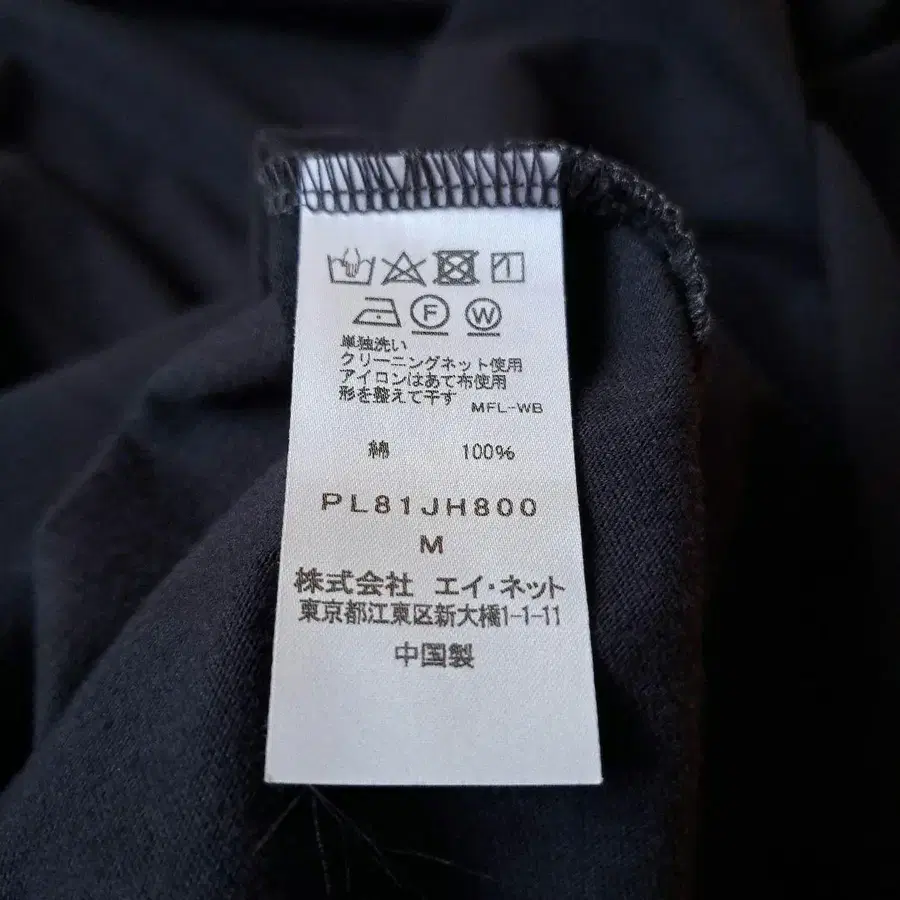 F W
単独洗い
クリーニングネット使用
アイロンはあて布使用
形を整えて干す MFL-WB
綿 100%
PL81JH800
M
株式会社 エイ・ネット
東京都江東区新大橋1-1-11
中国製